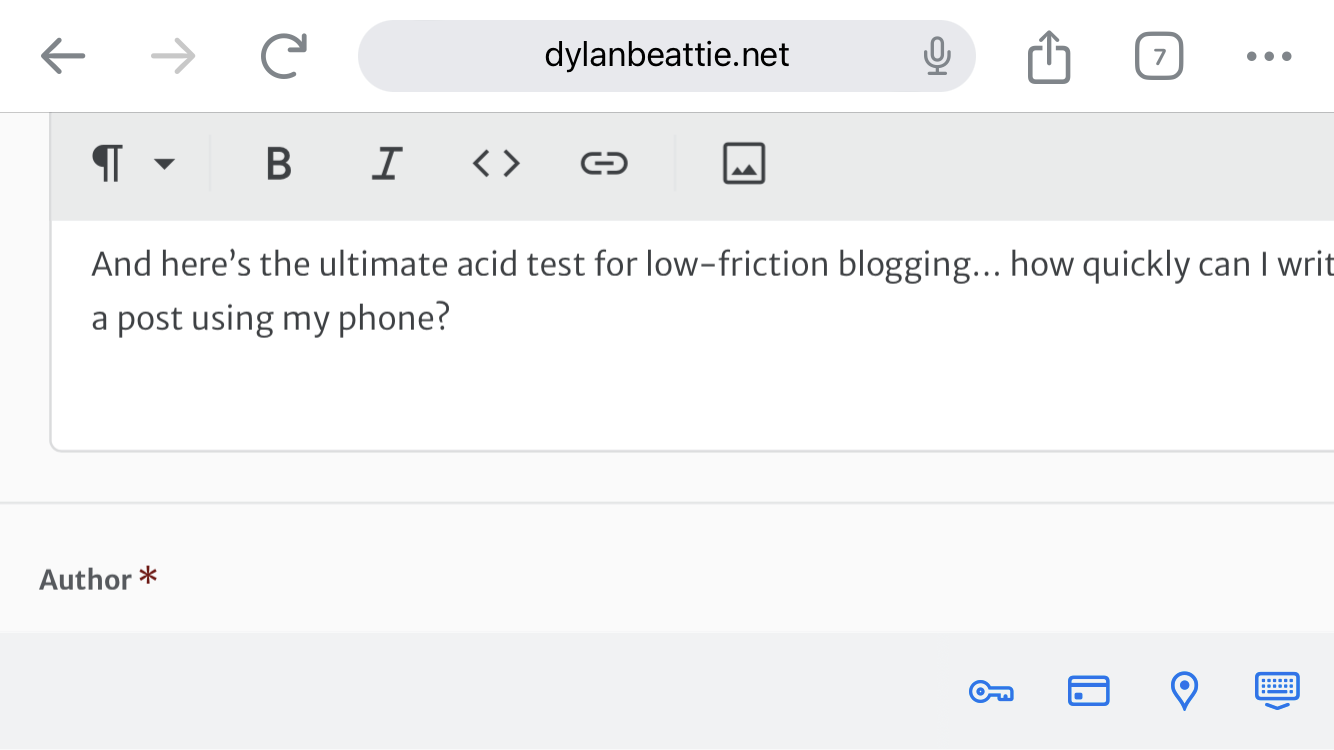 dylanbeattie.net
7
¶ B I <>
And here’s the ultimate acid test for low-friction blogging… how quickly can I writ
a post using my phone?
Author *